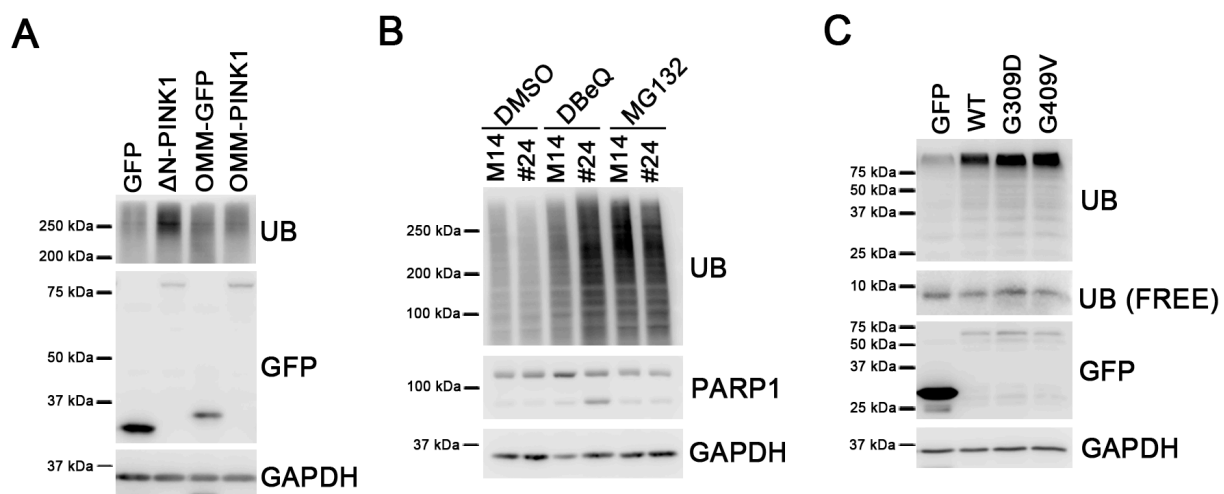 A
GFP
ΔN-PINK1
OMM-GFP
OMM-PINK1
250 kDa
200 kDa
UB
75 kDa
50 kDa
37 kDa
GFP
37 kDa
GAPDH
B
DMSO DBeQ MG132
M14 #24 M14 #24 M14 #24
250 kDa
200 kDa
100 kDa
UB
100 kDa
PARP1
37 kDa
GAPDH
C
GFP
WT
G309D
G409V
75 kDa
50 kDa
37 kDa
25 kDa
UB
10 kDa
UB (FREE)
75 kDa
50 kDa
37 kDa
25 kDa
GFP
37 kDa
GAPDH